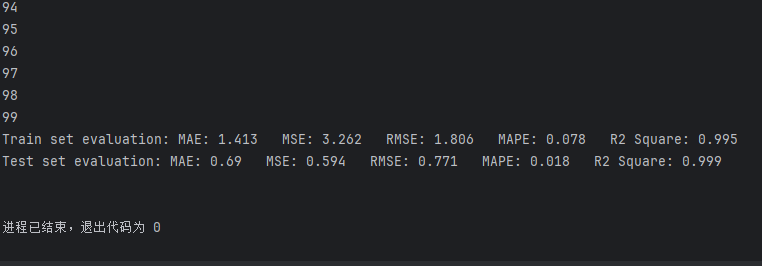 94
95
96
97
98
99
Train set evaluation: MAE: 1.413   MSE: 3.262   RMSE: 1.806   MAPE: 0.078   R2 Square: 0.995
Test set evaluation: MAE: 0.69   MSE: 0.594   RMSE: 0.771   MAPE: 0.018   R2 Square: 0.999
进程已结束，退出代码为 0